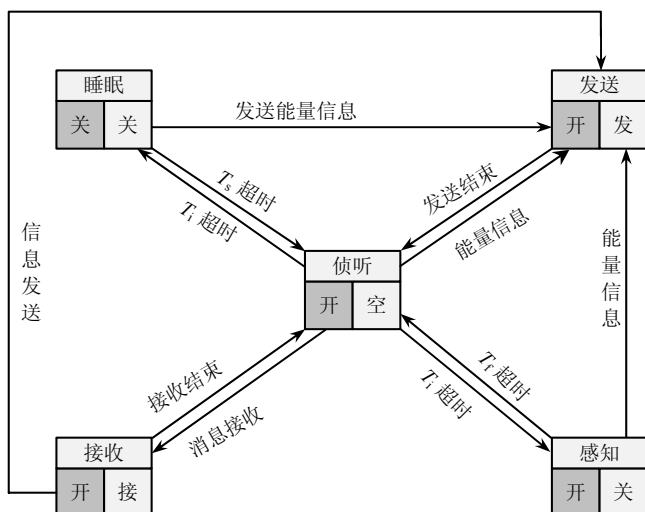 睡眠
关 关
发送能量信息
发送
开 发
Ts 超时
Ti 超时
发送结束
能量信息
信息发送
侦听
开 空
能量信息
接收结束
消息接收
Tf 超时
Ti 超时
接收
开 接
感知
开 关